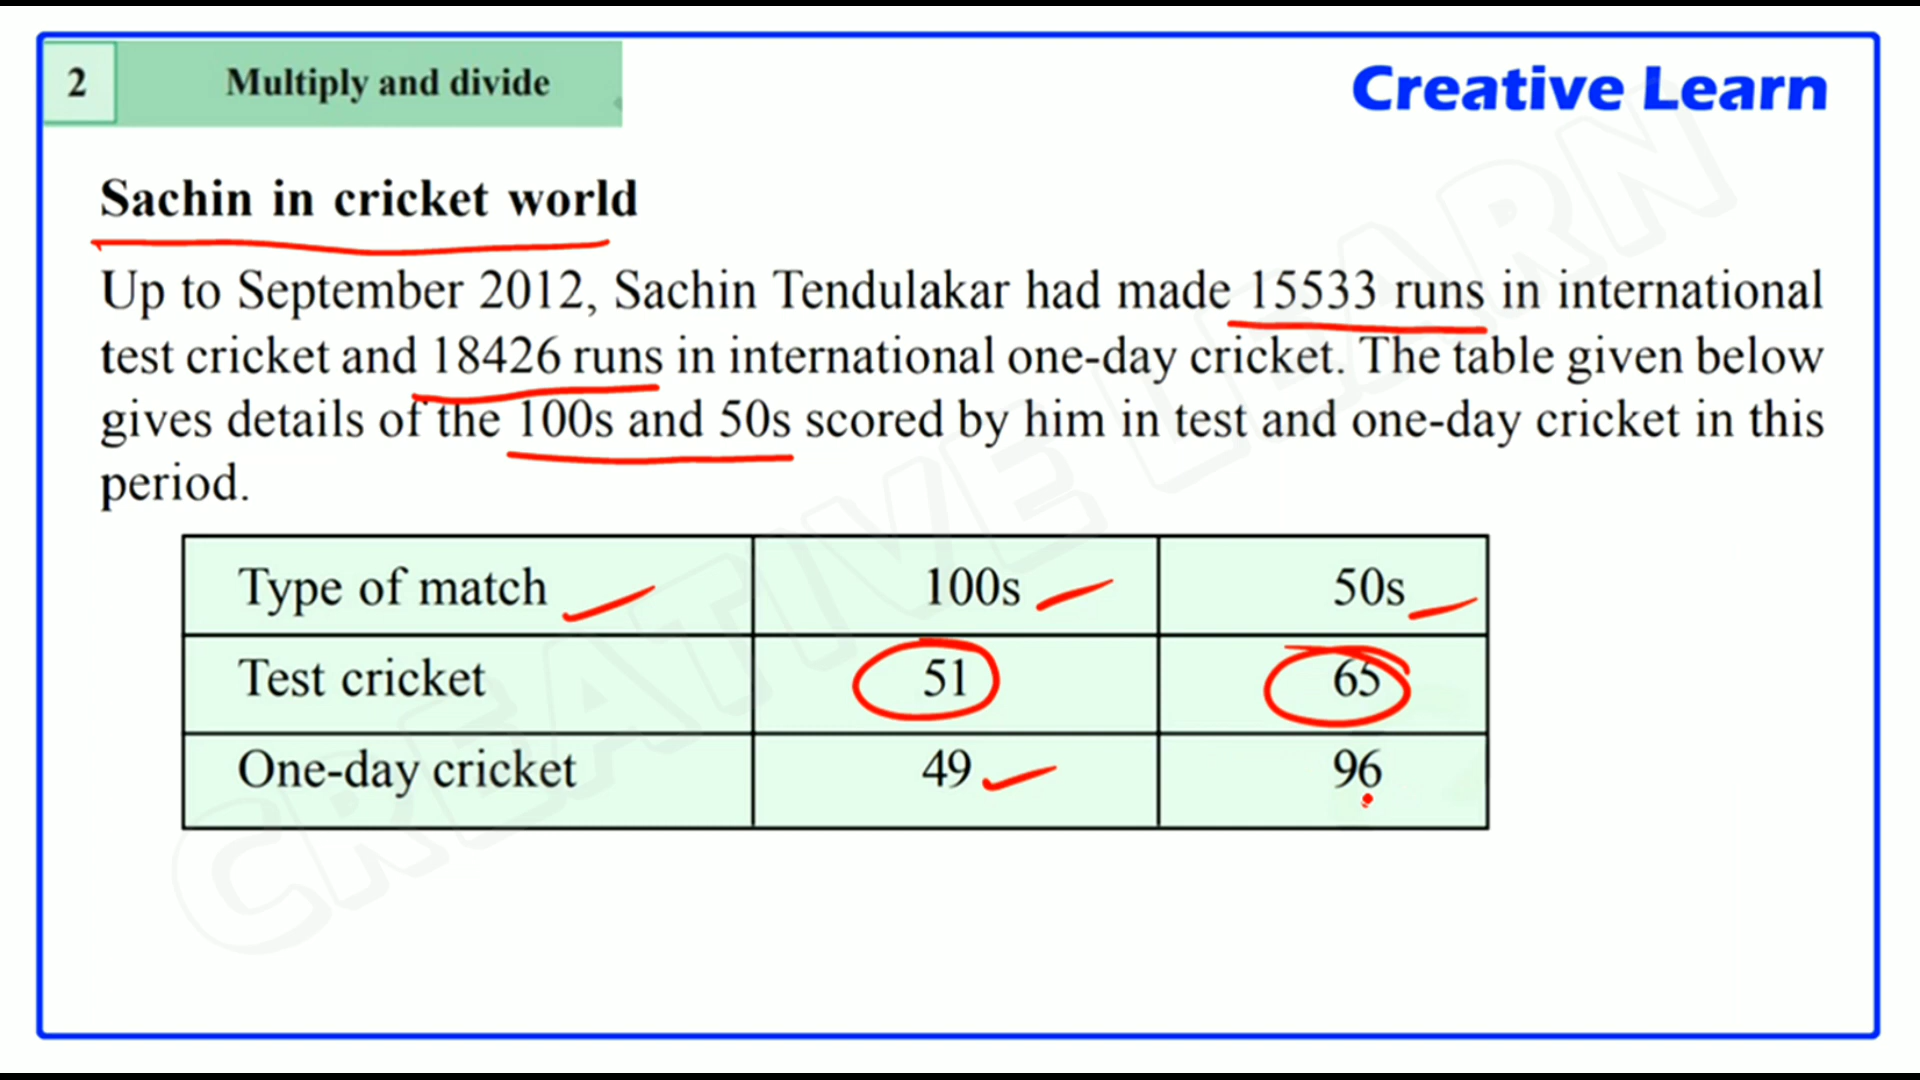 2 Multiply and divide
Creative Learn
Sachin in cricket world
Up to September 2012, Sachin Tendulakar had made 15533 runs in international
test cricket and 18426 runs in international one-day cricket. The table given below
gives details of the 100s and 50s scored by him in test and one-day cricket in this
period.
Type of match 100s 50s
Test cricket 51 65
One-day cricket 49 96
CREATIVE LEARN